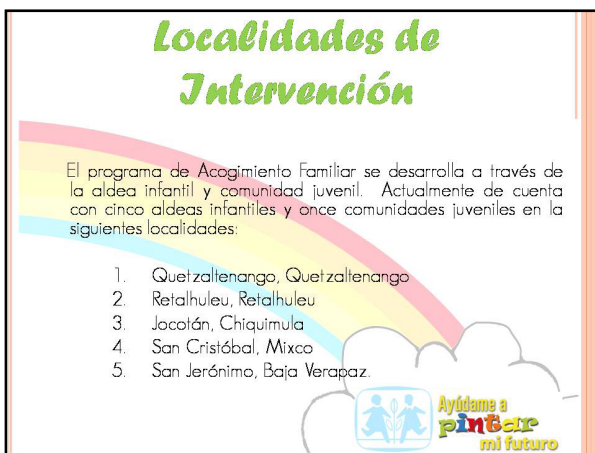 Localidades de
Intervención
El programa de Acogimiento Familiar se desarrolla a través de
la aldea infantil y comunidad juvenil. Actualmente de cuenta
con cinco aldeas infantiles y once comunidades juveniles en la
siguientes localidades:
1. Quetzaltenango, Quetzaltenango
2. Retalhuleu, Retalhuleu
3. Jocotán, Chiquimula
4. San Cristóbal, Mixco
5. San Jerónimo, Baja Verapaz.
Ayúdame a
pintar
mi futuro